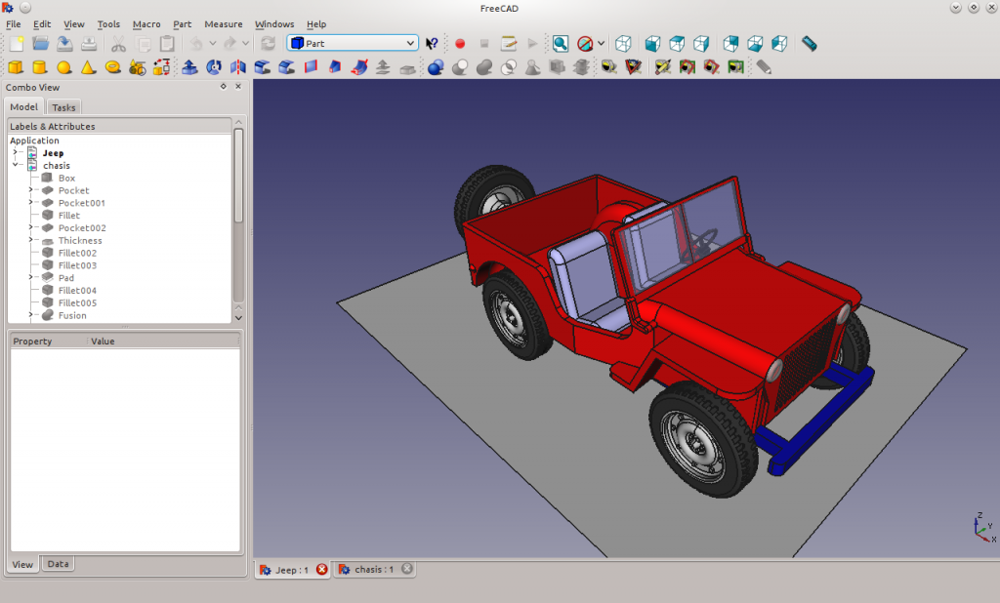 FreeCAD
File Edit View Tools Macro Part Measure Windows Help
Part
Combo View
Model Tasks
Labels & Attributes
Application
Jeep
chasis
Box
Pocket
Pocket001
Fillet
Pocket002
Thickness
Fillet002
Fillet003
Pad
Fillet004
Fillet005
Fusion
Property Value
View Data
Jeep : 1 chasis : 1
Z
Y
X